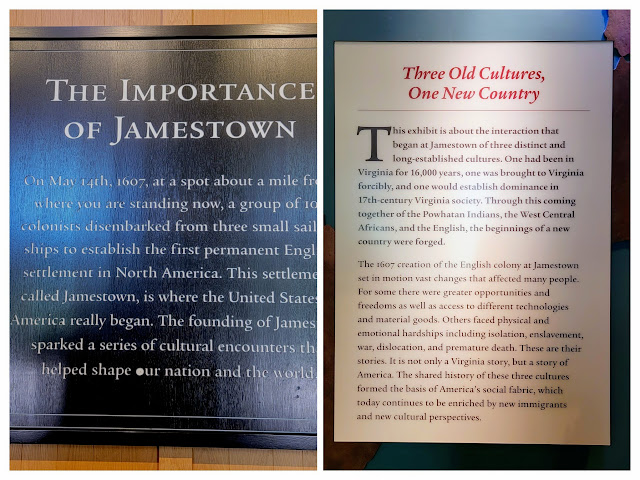 THE IMPORTANCE
OF JAMESTOWN
On May 14th, 1607, at a spot about a mile fro
where you are standing now, a group of 10
colonists disembarked from three small sail
ships to establish the first permanent Engl
settlement in North America. This settleme
called Jamestown, is where the United States
America really began. The founding of James
sparked a series of cultural encounters th
helped shape our nation and the world.
Three Old Cultures,
One New Country
This exhibit is about the interaction that
began at Jamestown of three distinct and
long-established cultures. One had been in
Virginia for 16,000 years, one was brought to Virginia
forcibly, and one would establish dominance in
17th-century Virginia society. Through this coming
together of the Powhatan Indians, the West Central
Africans, and the English, the beginnings of a new
country were forged.
The 1607 creation of the English colony at Jamestown
set in motion vast changes that affected many people.
For some there were greater opportunities and
freedoms as well as access to different technologies
and material goods. Others faced physical and
emotional hardships including isolation, enslavement,
war, dislocation, and premature death. These are their
stories. It is not only a Virginia story, but a story of
America. The shared history of these three cultures
formed the basis of America's social fabric, which
today continues to be enriched by new immigrants
and new cultural perspectives.